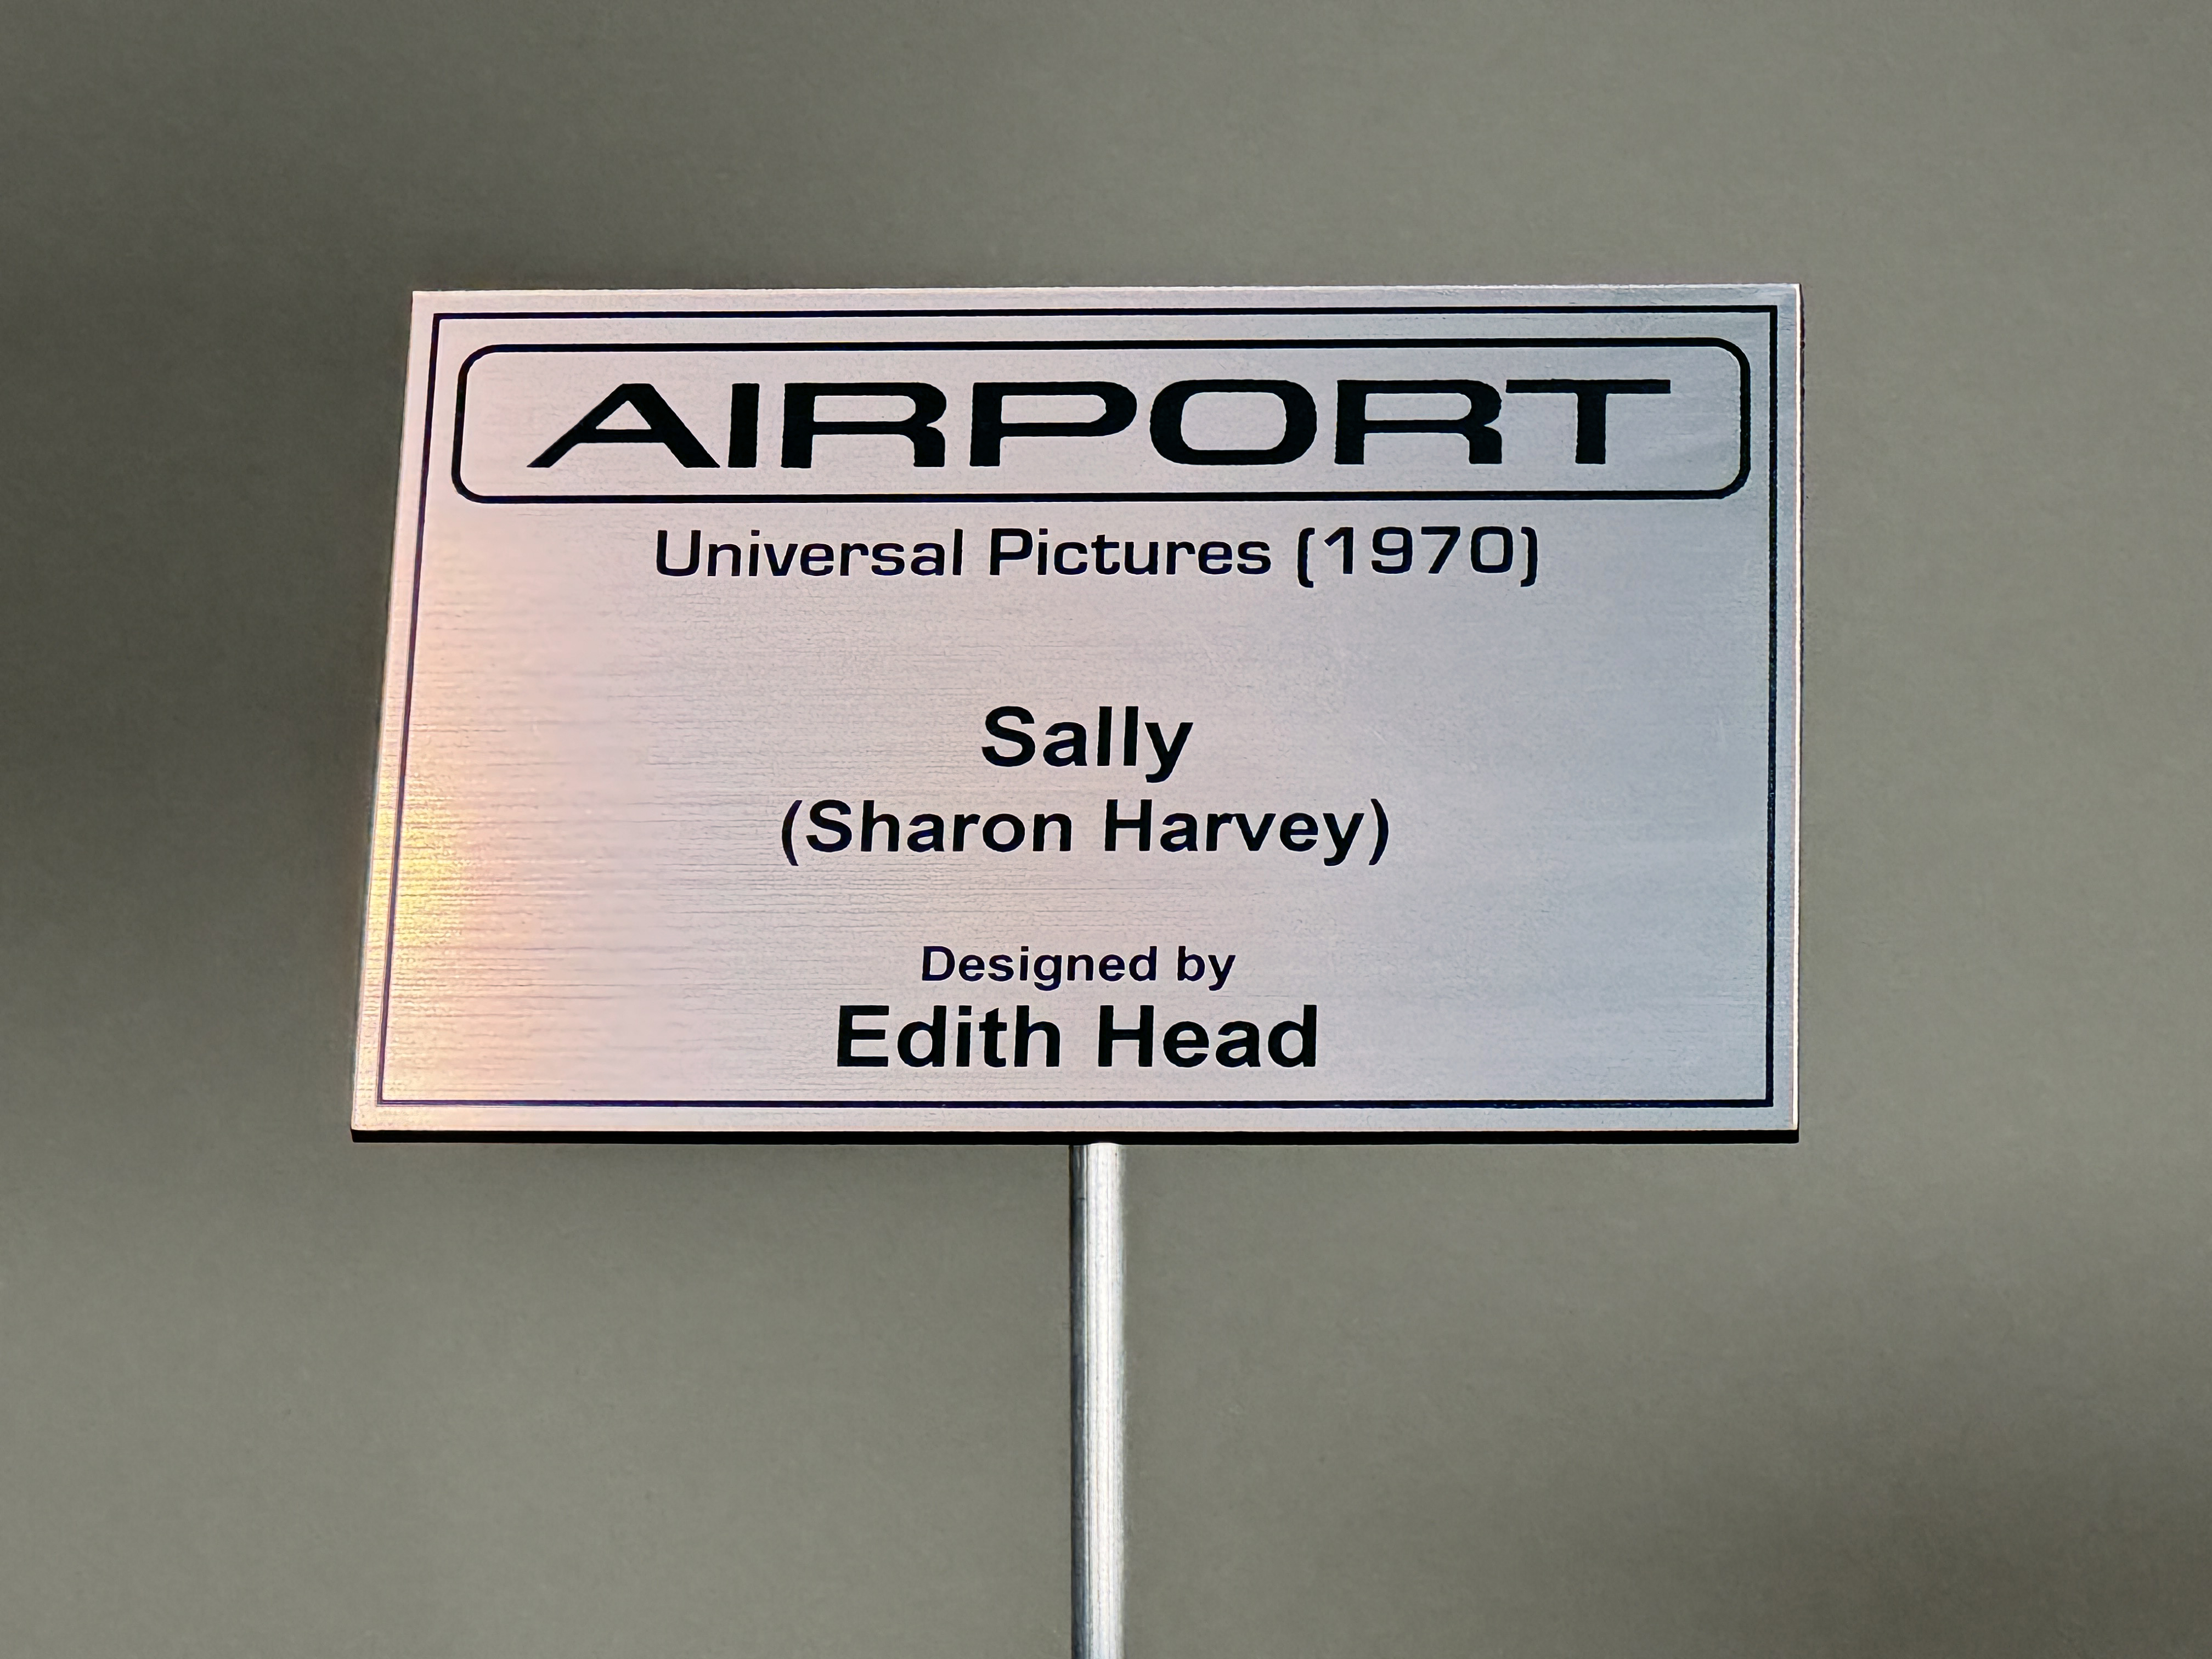 AIRPORT
Universal Pictures (1970)
Sally
(Sharon Harvey)
Designed by
Edith Head